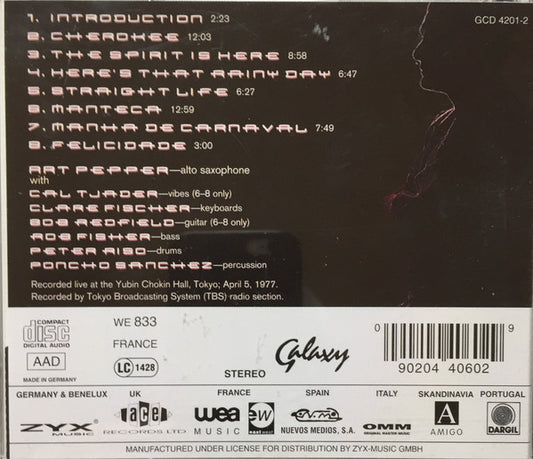 1. INTRODUCTION 2:23
GCD 4201-2
2. CHEROKEE 12:03
3. THE SPIRIT IS HERE 8:58
4. HERE'S THAT RAINY DAY 6:47
5. STRAIGHT LIFE 6:27
6. MANTECA 12:59
7. MANHA DE CARNAVAL 7:49
8. FELICIDADE 3:00
ART PEPPER—alto saxophone
with
CAL TJADER—vibes (6–8 only)
CLARE FISCHER—keyboards
BOB REDFIELD—guitar (6–8 only)
ROB FISHER—bass
PETER RISO—drums
PONCHO SANCHEZ—percussion
Recorded live at the Yubin Chokin Hall, Tokyo; April 5, 1977.
Recorded by Tokyo Broadcasting System (TBS) radio section.
COMPACT
disc
DIGITAL AUDIO
AAD
MADE IN GERMANY
WE 833
FRANCE
LC 1428
STEREO
Galaxy
0 90204 40602 9
GERMANY & BENELUX UK FRANCE SPAIN ITALY SKANDINAVIA PORTUGAL
ZYX MUSIC
ace RECORDS LTD
wea MUSIC
ew east west
NUEVOS MEDIOS, S.A.
OMM ORIGINAL MASTER MUSIC
A AMIGO
DARGIL
MANUFACTURED UNDER LICENSE FOR DISTRIBUTION BY ZYX-MUSIC GMBH